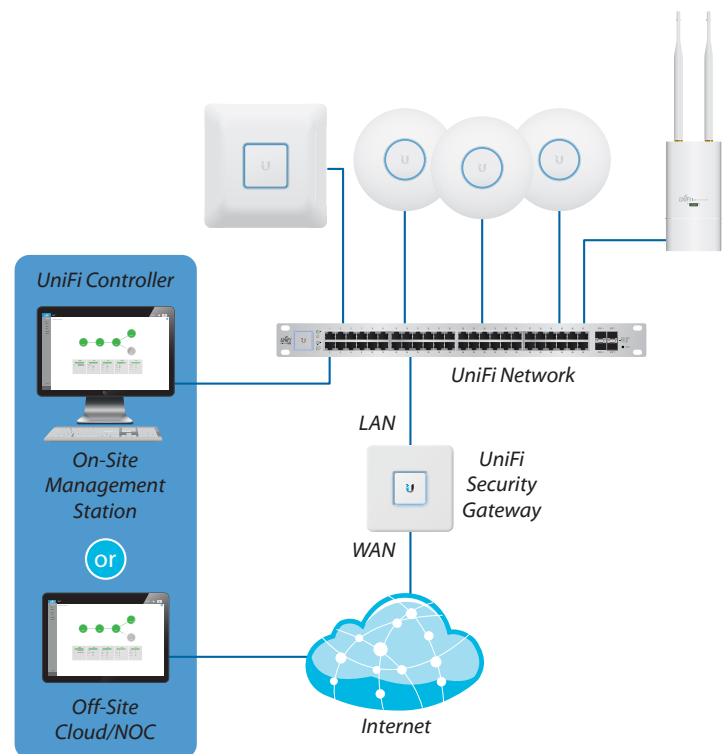 UniFi Controller
On-Site
Management
Station
or
Off-Site
Cloud/NOC
UniFi Network
LAN
UniFi
Security
Gateway
WAN
Internet